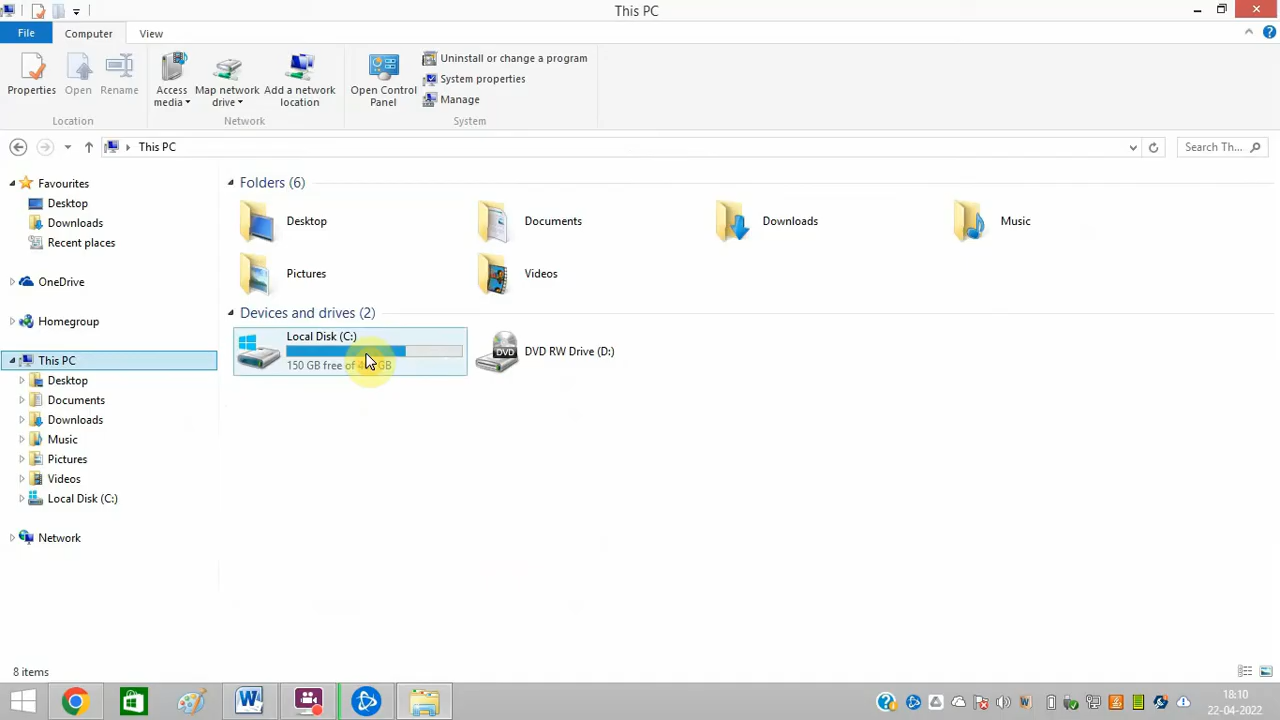 This PC
File Computer View
Properties Open Rename Access media Map network drive Add a network location Open Control Panel Uninstall or change a program
System properties
Manage
Location Network System
This PC Search Th...
Favourites
Desktop
Downloads
Recent places
OneDrive
Homegroup
This PC
Desktop
Documents
Downloads
Music
Pictures
Videos
Local Disk (C:)
Network
Folders (6)
Desktop Documents Downloads Music
Pictures Videos
Devices and drives (2)
Local Disk (C:)
150 GB free of GB
DVD RW Drive (D:)
DVD
8 items
18:10
22-04-2022